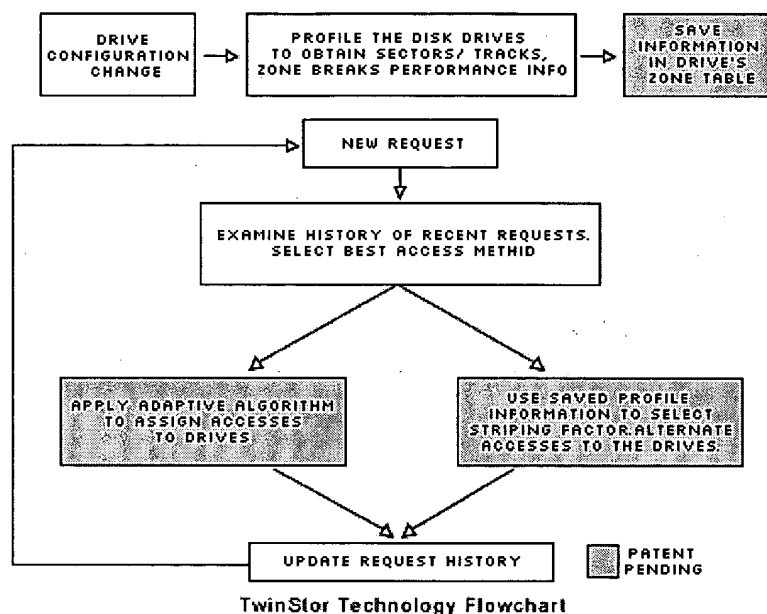 DRIVE
CONFIGURATION
CHANGE
PROFILE THE DISK DRIVES
TO OBTAIN SECTORS/ TRACKS,
ZONE BREAKS PERFORMANCE INFO
SAVE
INFORMATION
IN DRIVE'S
ZONE TABLE
NEW REQUEST
EXAMINE HISTORY OF RECENT REQUESTS.
SELECT BEST ACCESS METHID
APPLY ADAPTIVE ALGORITHM
TO ASSIGN ACCESSES
TO DRIVES
USE SAVED PROFILE
INFORMATION TO SELECT
STRIPING FACTOR.ALTERNATE
ACCESSES TO THE DRIVES.
UPDATE REQUEST HISTORY
PATENT
PENDING
TwinStor Technology Flowchart